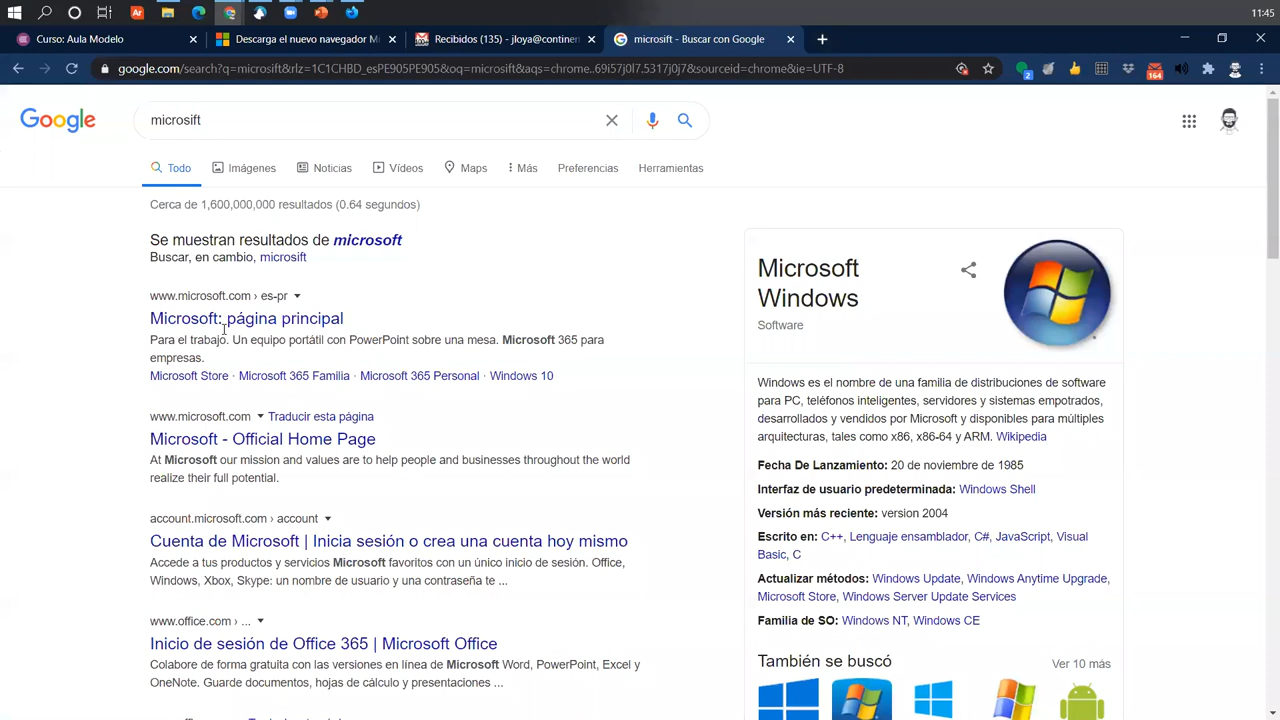 11:45
Curso: Aula Modelo
Descarga el nuevo navegador Mi
Recibidos (135) - jloya@continen
microsift - Buscar con Google
google.com/search?q=microsift&rlz=1C1CHBD_esPE905PE905&oq=microsift&aqs=chrome..69i57j0l7.5317j0j7&sourceid=chrome&ie=UTF-8
2
164
Google
microsift
Todo
Imágenes
Noticias
Vídeos
Maps
Más
Preferencias
Herramientas
Cerca de 1,600,000,000 resultados (0.64 segundos)
Se muestran resultados de microsoft
Buscar, en cambio, microsift
www.microsoft.com › es-pr
Microsoft: página principal
Para el trabajo. Un equipo portátil con PowerPoint sobre una mesa. Microsoft 365 para
empresas.
Microsoft Store · Microsoft 365 Familia · Microsoft 365 Personal · Windows 10
www.microsoft.com Traducir esta página
Microsoft - Official Home Page
At Microsoft our mission and values are to help people and businesses throughout the world
realize their full potential.
account.microsoft.com › account
Cuenta de Microsoft | Inicia sesión o crea una cuenta hoy mismo
Accede a tus productos y servicios Microsoft favoritos con un único inicio de sesión. Office,
Windows, Xbox, Skype: un nombre de usuario y una contraseña te ...
www.office.com › ...
Inicio de sesión de Office 365 | Microsoft Office
Colabore de forma gratuita con las versiones en línea de Microsoft Word, PowerPoint, Excel y
OneNote. Guarde documentos, hojas de cálculo y presentaciones ...
Microsoft
Windows
Software
Windows es el nombre de una familia de distribuciones de software
para PC, teléfonos inteligentes, servidores y sistemas empotrados,
desarrollados y vendidos por Microsoft y disponibles para múltiples
arquitecturas, tales como x86, x86-64 y ARM. Wikipedia
Fecha De Lanzamiento: 20 de noviembre de 1985
Interfaz de usuario predeterminada: Windows Shell
Versión más reciente: version 2004
Escrito en: C++, Lenguaje ensamblador, C#, JavaScript, Visual
Basic, C
Actualizar métodos: Windows Update, Windows Anytime Upgrade,
Microsoft Store, Windows Server Update Services
Familia de SO: Windows NT, Windows CE
También se buscó
Ver 10 más